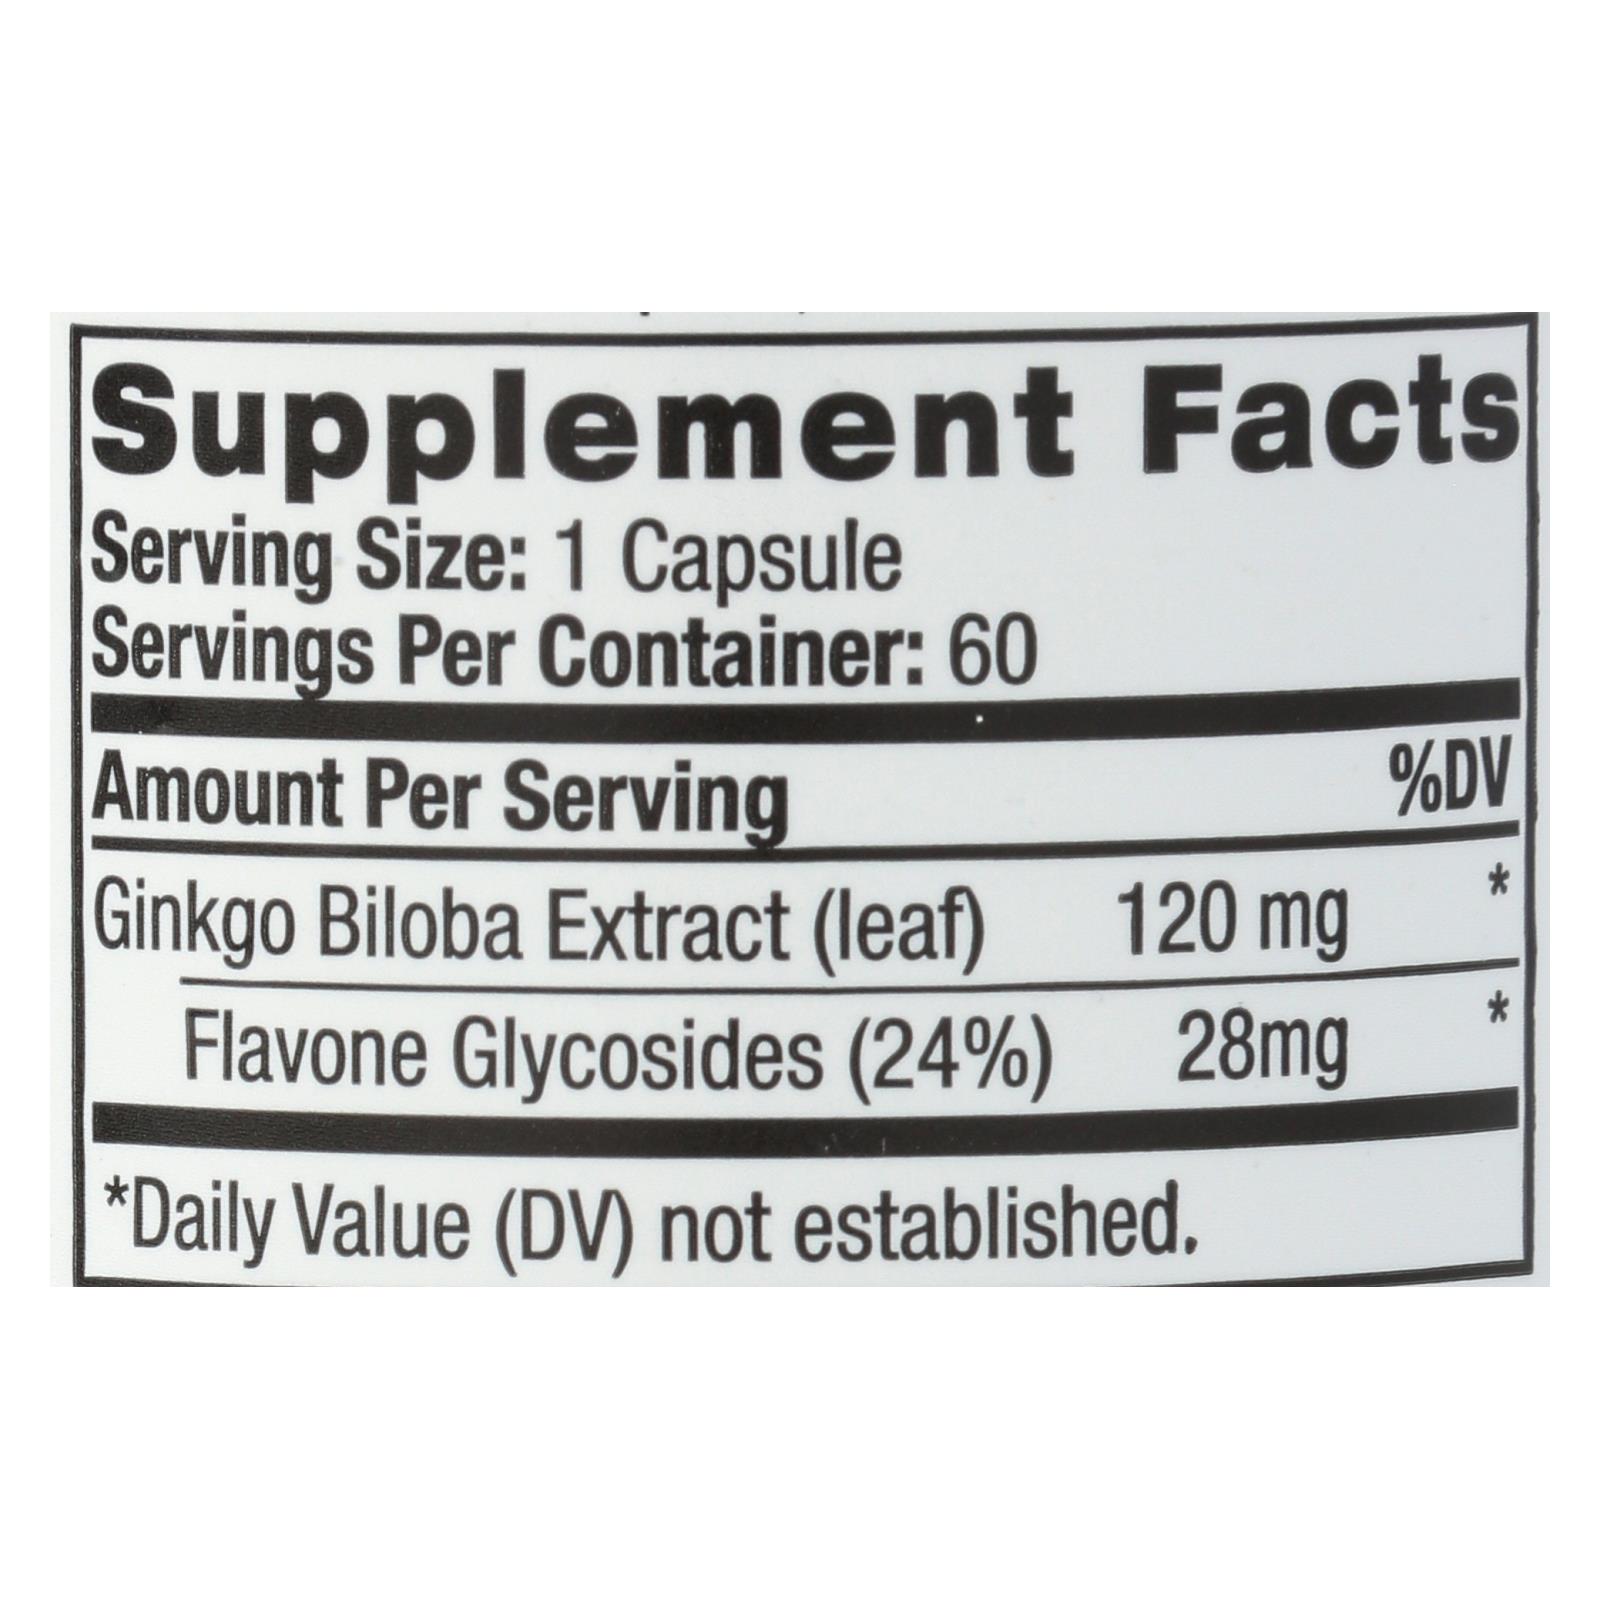 Supplement Facts
Serving Size: 1 Capsule
Servings Per Container: 60
Amount Per Serving %DV
Ginkgo Biloba Extract (leaf) 120 mg *
Flavone Glycosides (24%) 28mg *
*Daily Value (DV) not established.